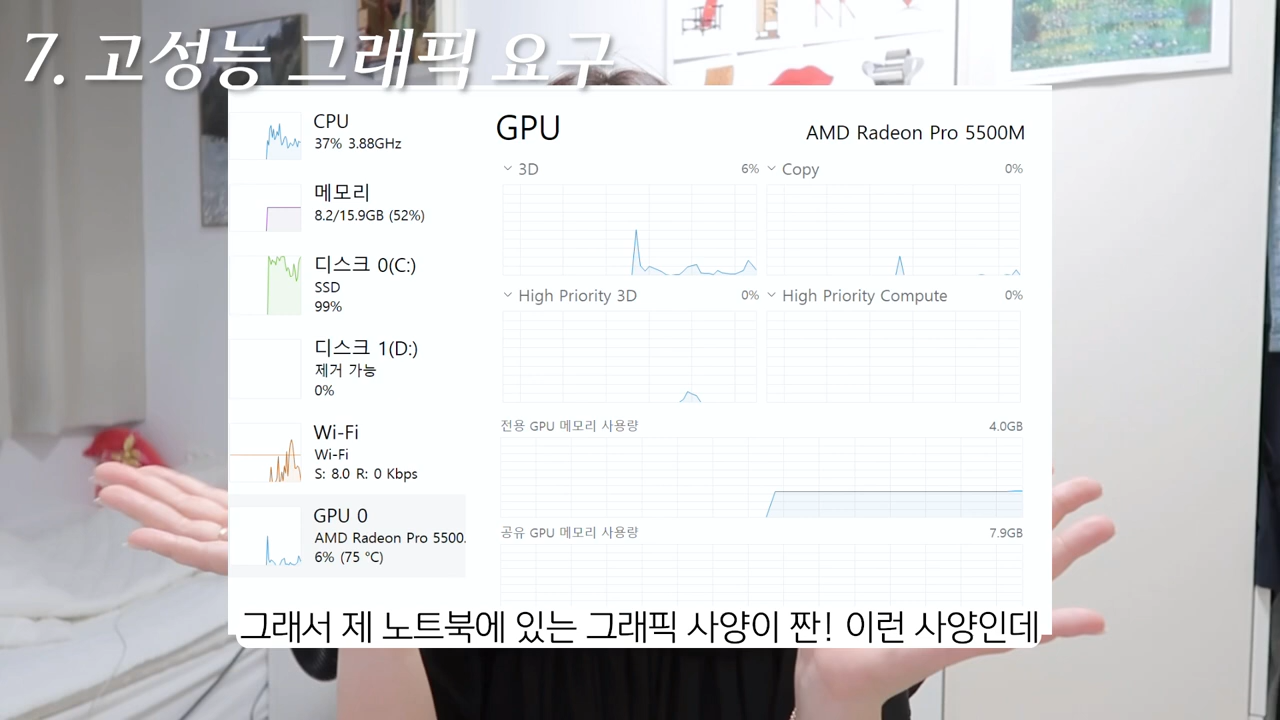 7. 고성능 그래픽 요구
CPU
37% 3.88GHz
메모리
8.2/15.9GB (52%)
디스크 0(C:)
SSD
99%
디스크 1(D:)
제거 가능
0%
Wi-Fi
Wi-Fi
S: 8.0 R: 0 Kbps
GPU 0
AMD Radeon Pro 5500.
6% (75 °C)
GPU
AMD Radeon Pro 5500M
3D 6%
Copy 0%
High Priority 3D 0%
High Priority Compute 0%
전용 GPU 메모리 사용량 4.0GB
공유 GPU 메모리 사용량 7.9GB
그래서 제 노트북에 있는 그래픽 사양이 짠! 이런 사양인데